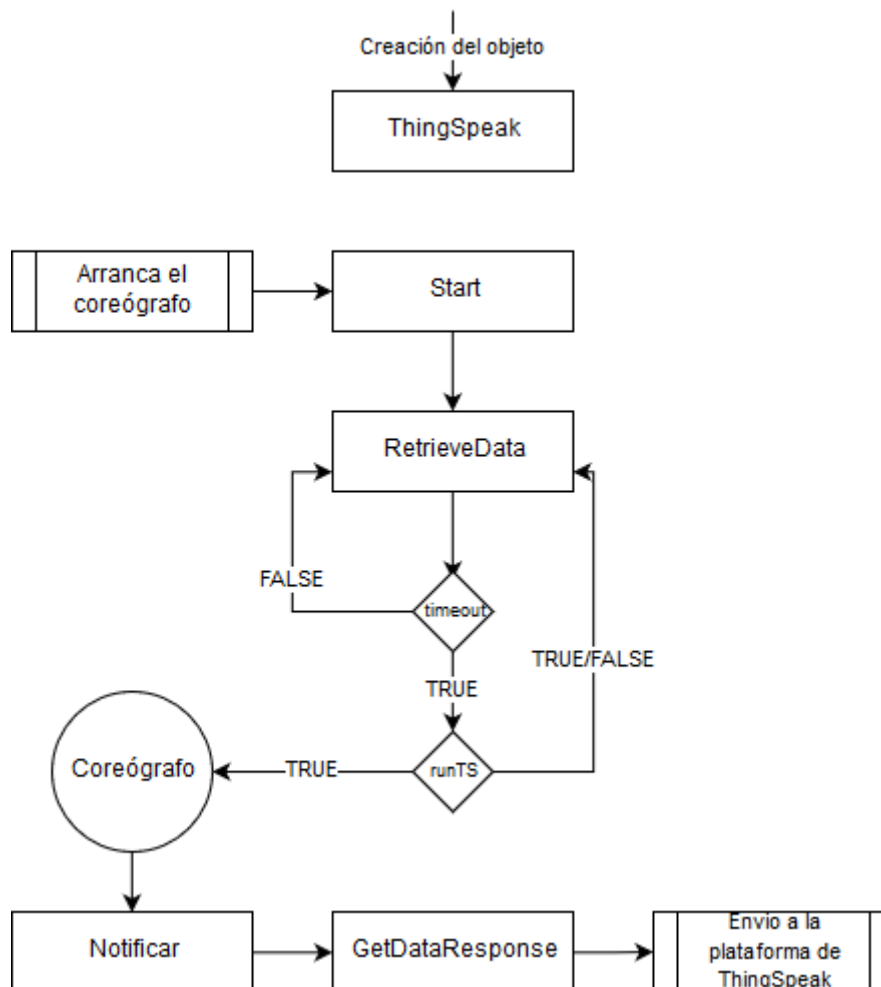 Creación del objeto
ThingSpeak
Arranca el
coreógrafo
Start
RetrieveData
FALSE
timeout
TRUE/FALSE
TRUE
Coreógrafo
TRUE
runTS
Notificar
GetDataResponse
Envio a la
plataforma de
ThingSpeak